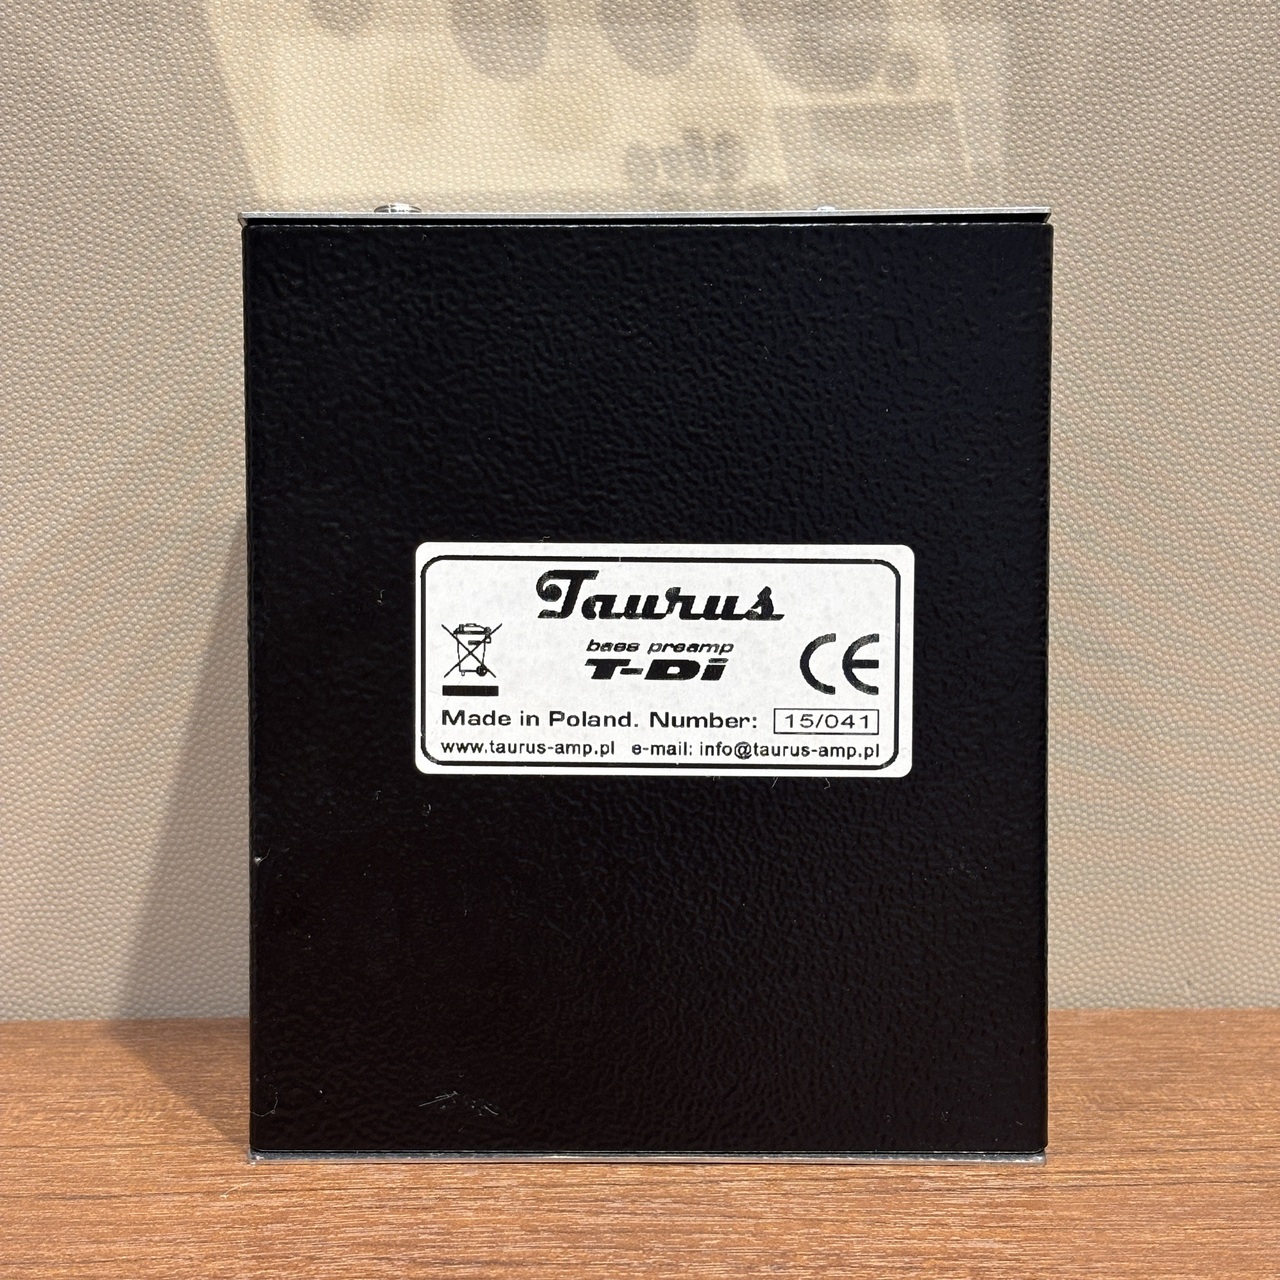 Taurus
bass preamp
T-Di
CE
Made in Poland. Number: 15/041
www.taurus-amp.pl e-mail: info@taurus-amp.pl